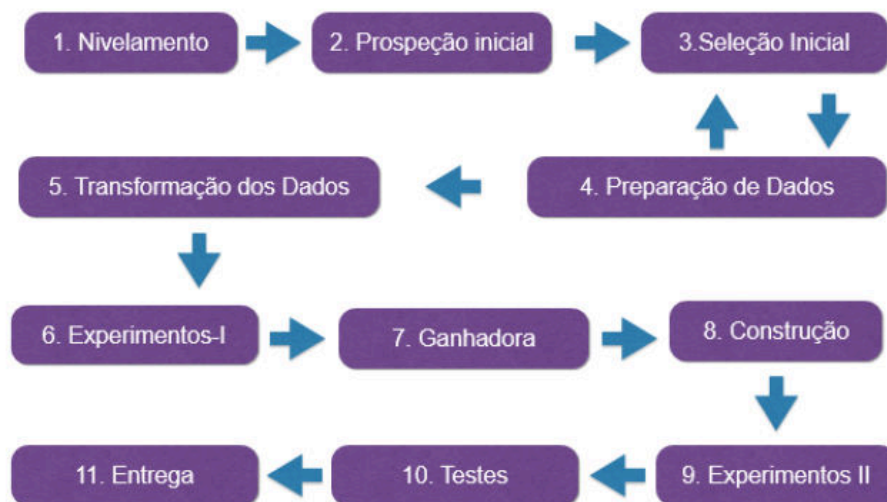 1. Nivelamento
2. Prospeção inicial
3.Seleção Inicial
5. Transformação dos Dados
4. Preparação de Dados
6. Experimentos-I
7. Ganhadora
8. Construção
11. Entrega
10. Testes
9. Experimentos II